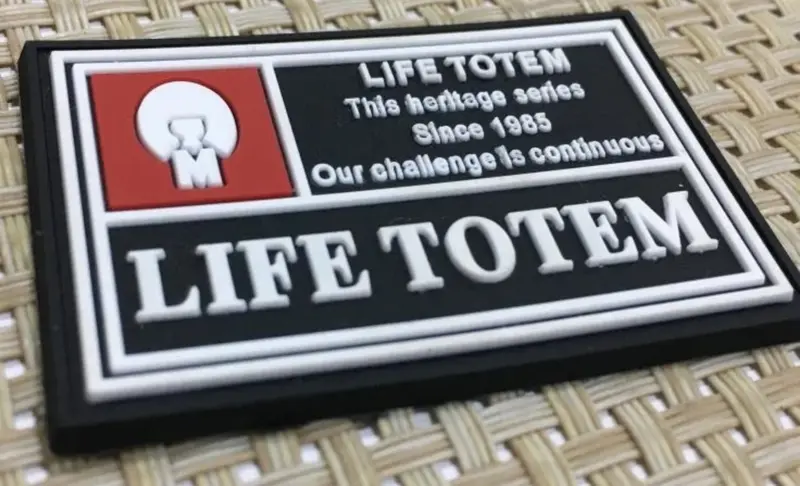 LIFE TOTEM
This heritage series
Since 1985
Our challenge is continuous
M
LIFE TOTEM